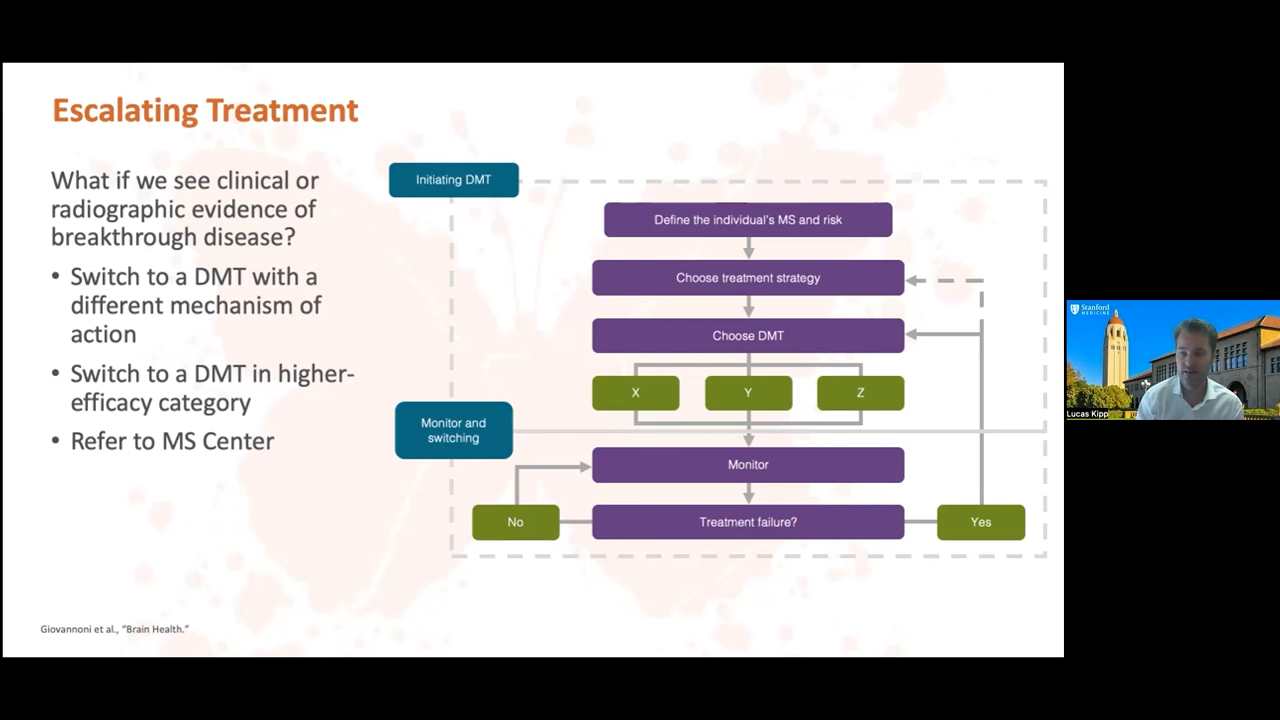 Escalating Treatment
What if we see clinical or
radiographic evidence of
breakthrough disease?
• Switch to a DMT with a
different mechanism of
action
• Switch to a DMT in higher-
efficacy category
• Refer to MS Center
Initiating DMT
Define the individual's MS and risk
Choose treatment strategy
Choose DMT
X
Y
Z
Monitor and
switching
Monitor
No
Treatment failure?
Yes
Giovannoni et al., “Brain Health.”
Stanford
MEDICINE
Lucas Kipp